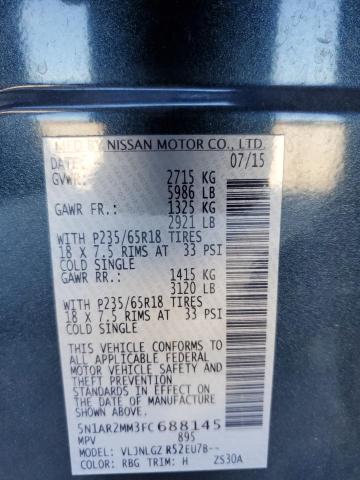 MFD BY NISSAN MOTOR CO., LTD.
DATE: 07/15
GVWR: 2715 KG
5986 LB
GAWR FR.: 1325 KG
2921 LB
WITH P235/65R18 TIRES
18 X 7.5 RIMS AT 33 PSI
COLD SINGLE
GAWR RR.: 1415 KG
3120 LB
WITH P235/65R18 TIRES
18 X 7.5 RIMS AT 33 PSI
COLD SINGLE
THIS VEHICLE CONFORMS TO
ALL APPLICABLE FEDERAL
MOTOR VEHICLE SAFETY
STANDARDS IN EFFECT ON
THE DATE OF MANUFACTURE
SHOWN ABOVE.
5N1AR2MM3FC688145
MPV 895
MODEL: VLJNLGZ R52EU7B--
COLOR: RBG TRIM: H ZS30A